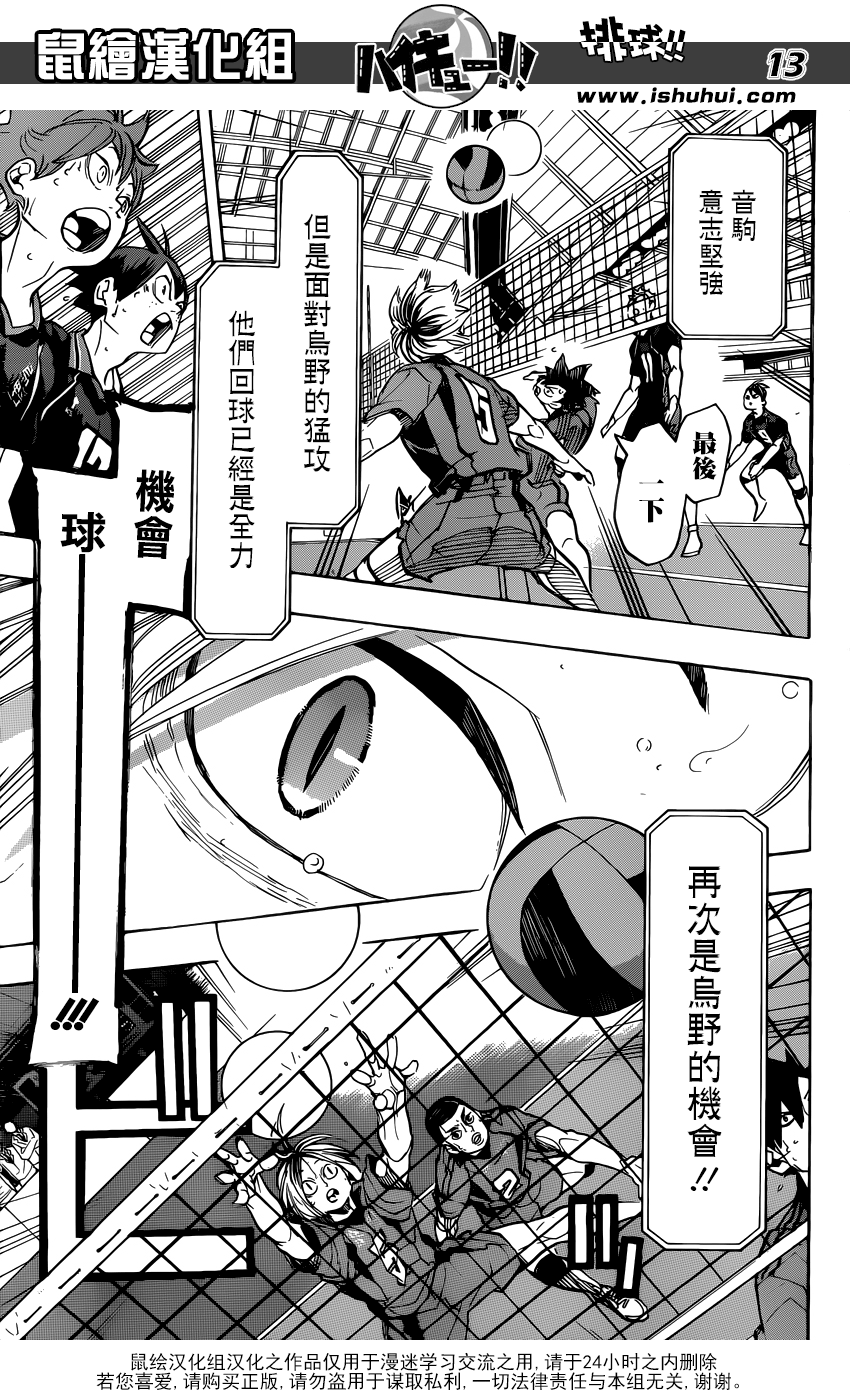 鼠繪漢化組
ハイキュー!!
排球!!
13
www.ishuhui.com
音駒
意志堅強
最後
一下
但是面對烏野的猛攻
他們回球已經是全力
機會
球
!!!
再次是烏野的機會!!
鼠绘汉化组汉化之作品仅用于漫迷学习交流之用,请于24小时之内删除
若您喜爱,请购买正版,请勿盗用于谋取私利,一切法律责任与本组无关,谢谢。